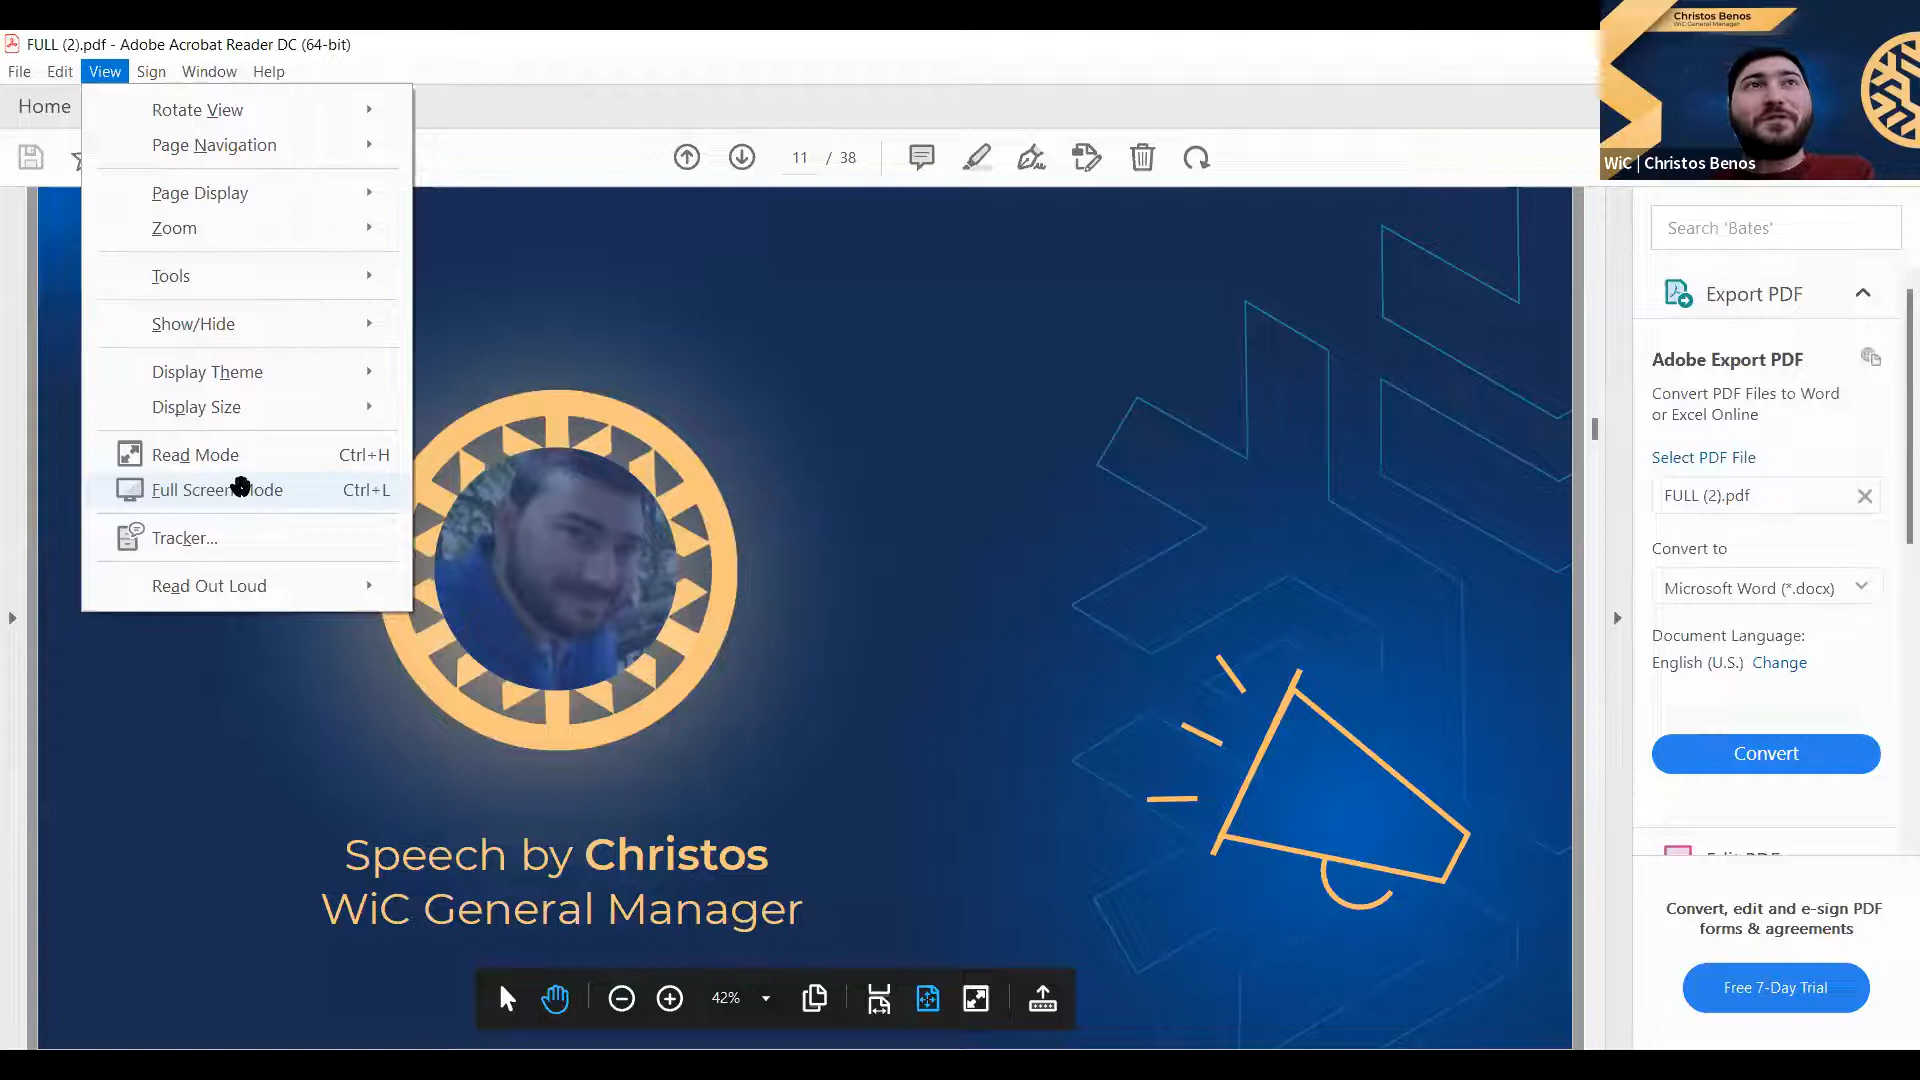 FULL (2).pdf - Adobe Acrobat Reader DC (64-bit)
File Edit View Sign Window Help
Home
Rotate View
Page Navigation
Page Display
Zoom
Tools
Show/Hide
Display Theme
Display Size
Read Mode Ctrl+H
Full Screen Mode Ctrl+L
Tracker...
Read Out Loud
11 / 38
Christos Benos
WiC General Manager
WiC | Christos Benos
Speech by Christos
WiC General Manager
42%
Search 'Bates'
Export PDF
Adobe Export PDF
Convert PDF Files to Word
or Excel Online
Select PDF File
FULL (2).pdf
Convert to
Microsoft Word (*.docx)
Document Language:
English (U.S.) Change
Convert
Edit PDF
Convert, edit and e-sign PDF
forms & agreements
Free 7-Day Trial